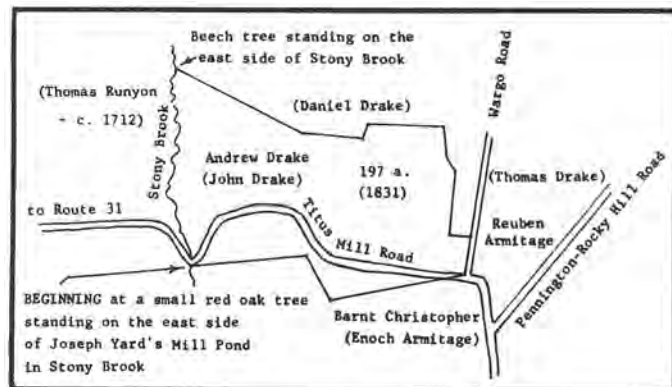 Beech tree standing on the
east side of Stony Brook
(Thomas Runyon
- c. 1712)
Stony Brook
(Daniel Drake)
Wargo Road
Andrew Drake
(John Drake)
197 a.
(1831)
(Thomas Drake)
to Route 31
Titus
Mill Road
Reuben
Armitage
Pennington-Rocky Hill Road
BEGINNING at a small red oak tree
standing on the east side
of Joseph Yard's Mill Pond
in Stony Brook
Barnt Christopher
(Enoch Armitage)